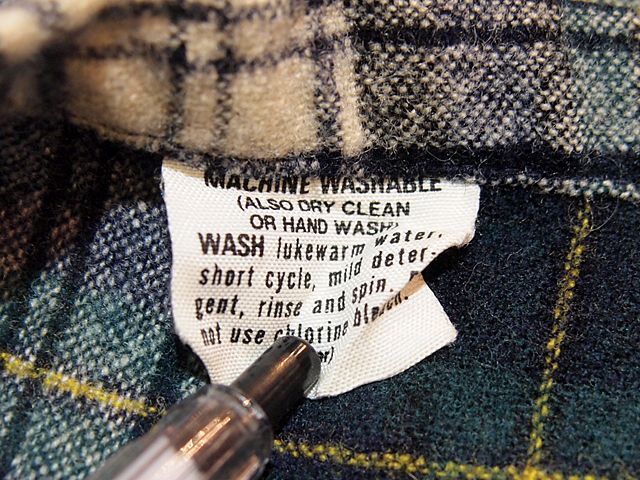 MACHINE WASHABLE
(ALSO DRY CLEAN
OR HAND WASH)
WASH lukewarm water,
short cycle, mild deter-
gent, rinse and spin.
not use chlorine bleach.